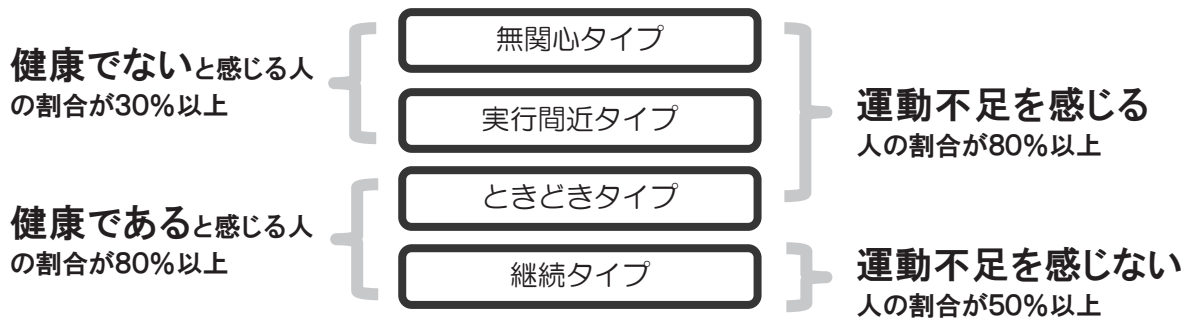 無関心タイプ
実行間近タイプ
ときどきタイプ
継続タイプ
健康でないと感じる人
の割合が30%以上
健康であると感じる人
の割合が80%以上
運動不足を感じる
人の割合が80%以上
運動不足を感じない
人の割合が50%以上